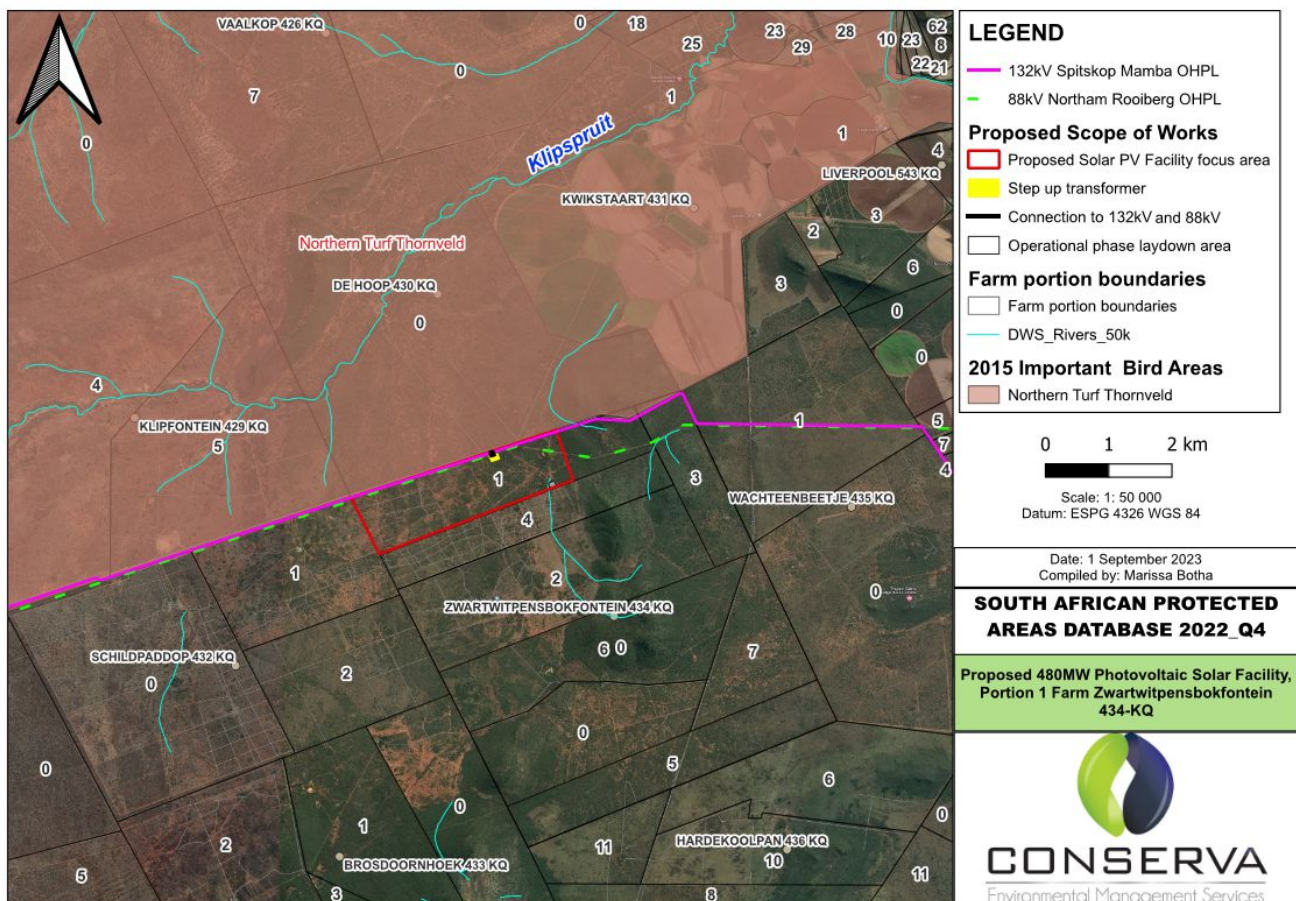 VAALKOP 426 KQ
0
18
25
23
29
28
10
23
62
8
22
21
0
7
0
1
Klipspruit
1
4
LIVERPOOL 543 KQ
KWIKSTAART 431 KQ
3
2
Northern Turf Thornveld
6
DE HOOP 430 KQ
3
0
0
0
4
KLIPFONTEIN 429 KQ
5
1
5
7
4
1
3
WACHTEENBEETJE 435 KQ
4
1
2
0
ZWARTWITPENSBOKFONTEIN 434 KQ
6 0
7
SCHILDPADDOP 432 KQ
0
2
0
0
5
6
0
0
1
2
11
HARDEKOOLPAN 436 KQ
10
BROSDOORNHOEK 433 KQ
11
5
3
8
LEGEND
132kV Spitskop Mamba OHPL
88kV Northam Rooiberg OHPL
Proposed Scope of Works
Proposed Solar PV Facility focus area
Step up transformer
Connection to 132kV and 88kV
Operational phase laydown area
Farm portion boundaries
Farm portion boundaries
DWS_Rivers_50k
2015 Important Bird Areas
Northern Turf Thornveld
0 1 2 km
Scale: 1: 50 000
Datum: ESPG 4326 WGS 84
Date: 1 September 2023
Compiled by: Marissa Botha
SOUTH AFRICAN PROTECTED
AREAS DATABASE 2022_Q4
Proposed 480MW Photovoltaic Solar Facility,
Portion 1 Farm Zwartwitpensbokfontein
434-KQ
CONSERVA
Environmental Management Services